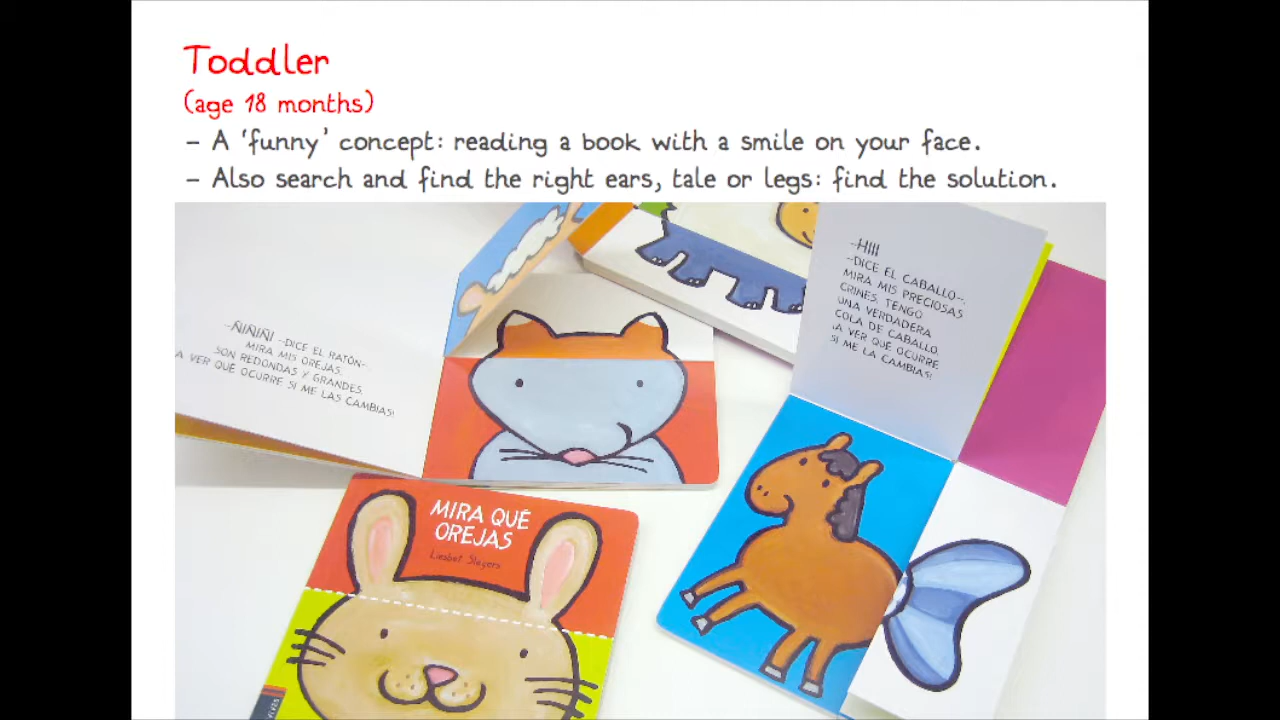 Toddler
(age 18 months)
– A ‘funny’ concept: reading a book with a smile on your face.
– Also search and find the right ears, tale or legs: find the solution.
–HIII
–DICE EL CABALLO–.
MIRA MIS PRECIOSAS
CRINES. TENGO
UNA VERDADERA
COLA DE CABALLO.
¡A VER QUÉ OCURRE
SI ME LA CAMBIAS!
–ÑIÑIÑI –DICE EL RATÓN–.
MIRA MIS OREJAS.
SON REDONDAS Y GRANDES.
¡A VER QUÉ OCURRE SI ME LAS CAMBIAS!
MIRA QUÉ
OREJAS
Liesbet Slegers